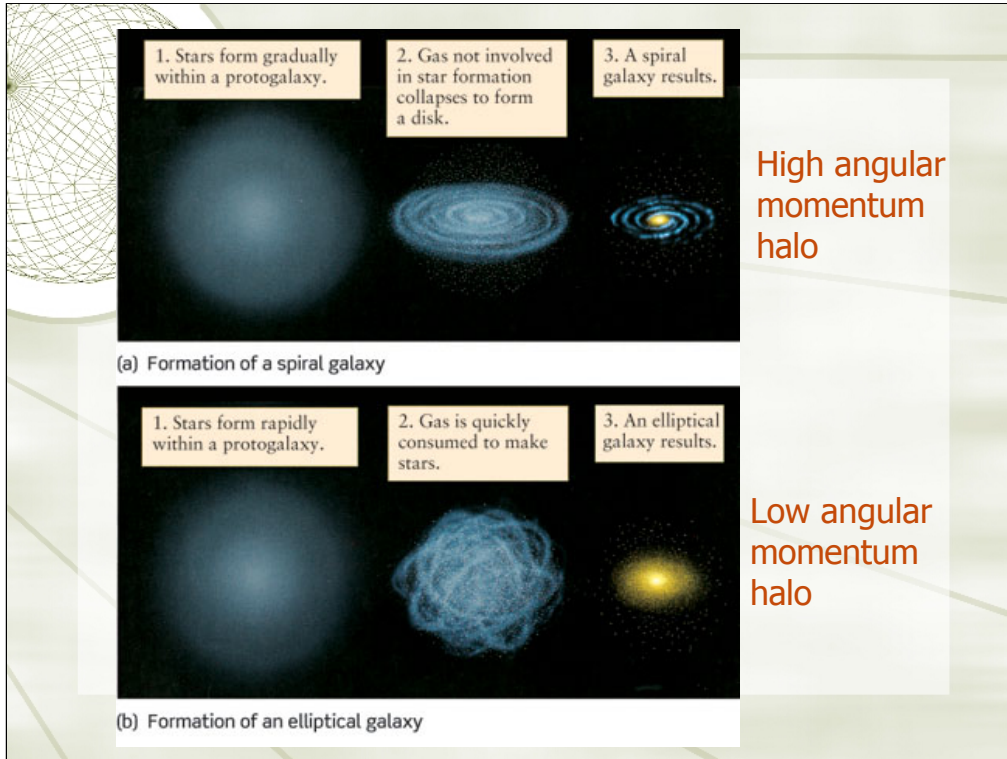 1. Stars form gradually
within a protogalaxy.
2. Gas not involved
in star formation
collapses to form
a disk.
3. A spiral
galaxy results.
High angular
momentum
halo
(a) Formation of a spiral galaxy
1. Stars form rapidly
within a protogalaxy.
2. Gas is quickly
consumed to make
stars.
3. An elliptical
galaxy results.
Low angular
momentum
halo
(b) Formation of an elliptical galaxy